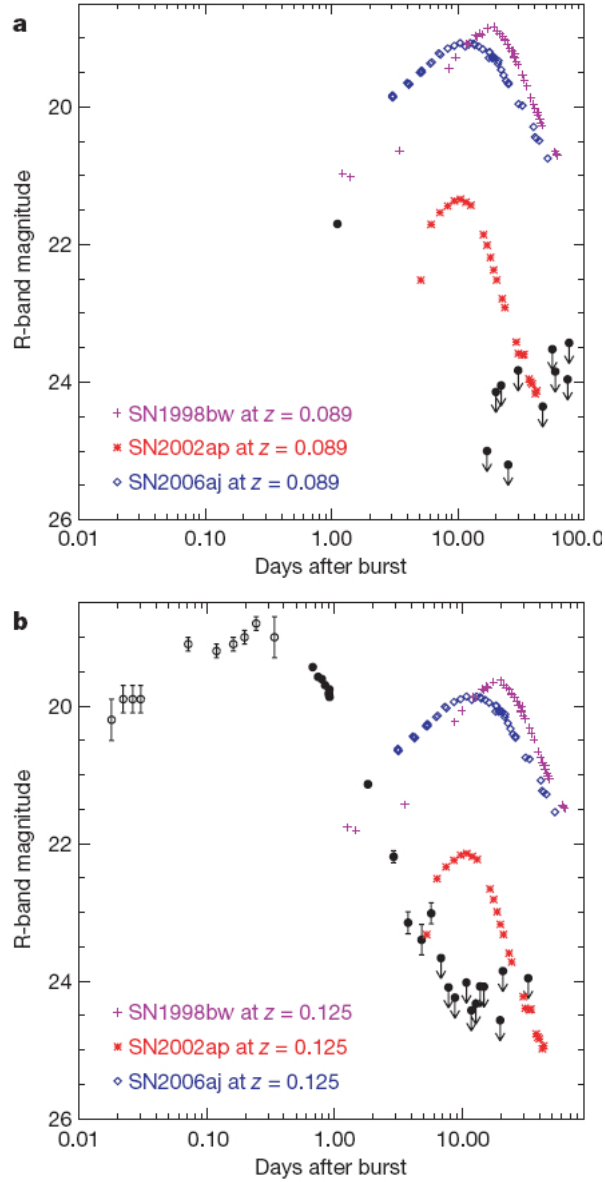 a
20
22
24
26
R-band magnitude
+ SN1998bw at z = 0.089
SN2002ap at z = 0.089
SN2006aj at z = 0.089
0.01 0.10 1.00 10.00 100.0
Days after burst
b
20
22
24
26
R-band magnitude
+ SN1998bw at z = 0.125
SN2002ap at z = 0.125
SN2006aj at z = 0.125
0.01 0.10 1.00 10.00
Days after burst